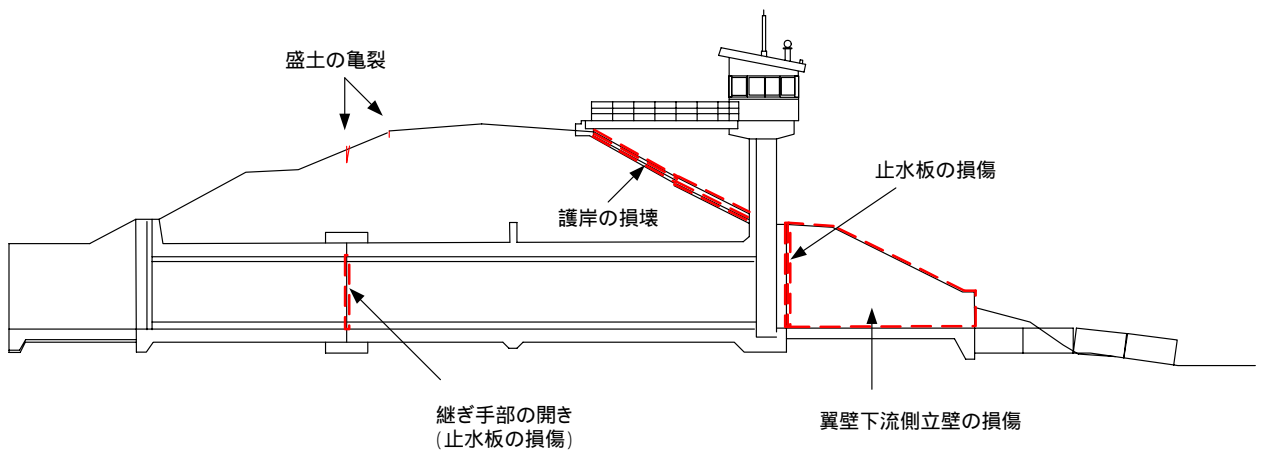 盛土の亀裂
止水板の損傷
護岸の損壊
継ぎ手部の開き
(止水板の損傷)
翼壁下流側立壁の損傷